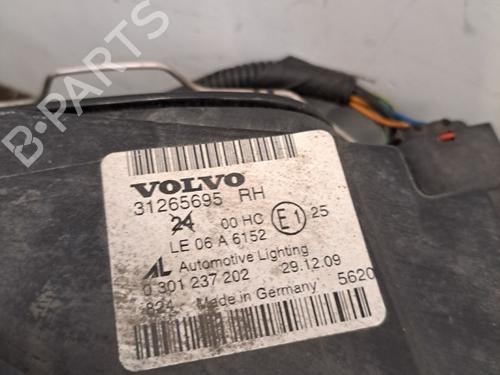 B-PARTS
VOLVO
31265695 RH
24 00 HC E1 25
LE 06 A 6152
AL Automotive Lighting
0 301 237 202 29.12.09
824 Made in Germany 5620